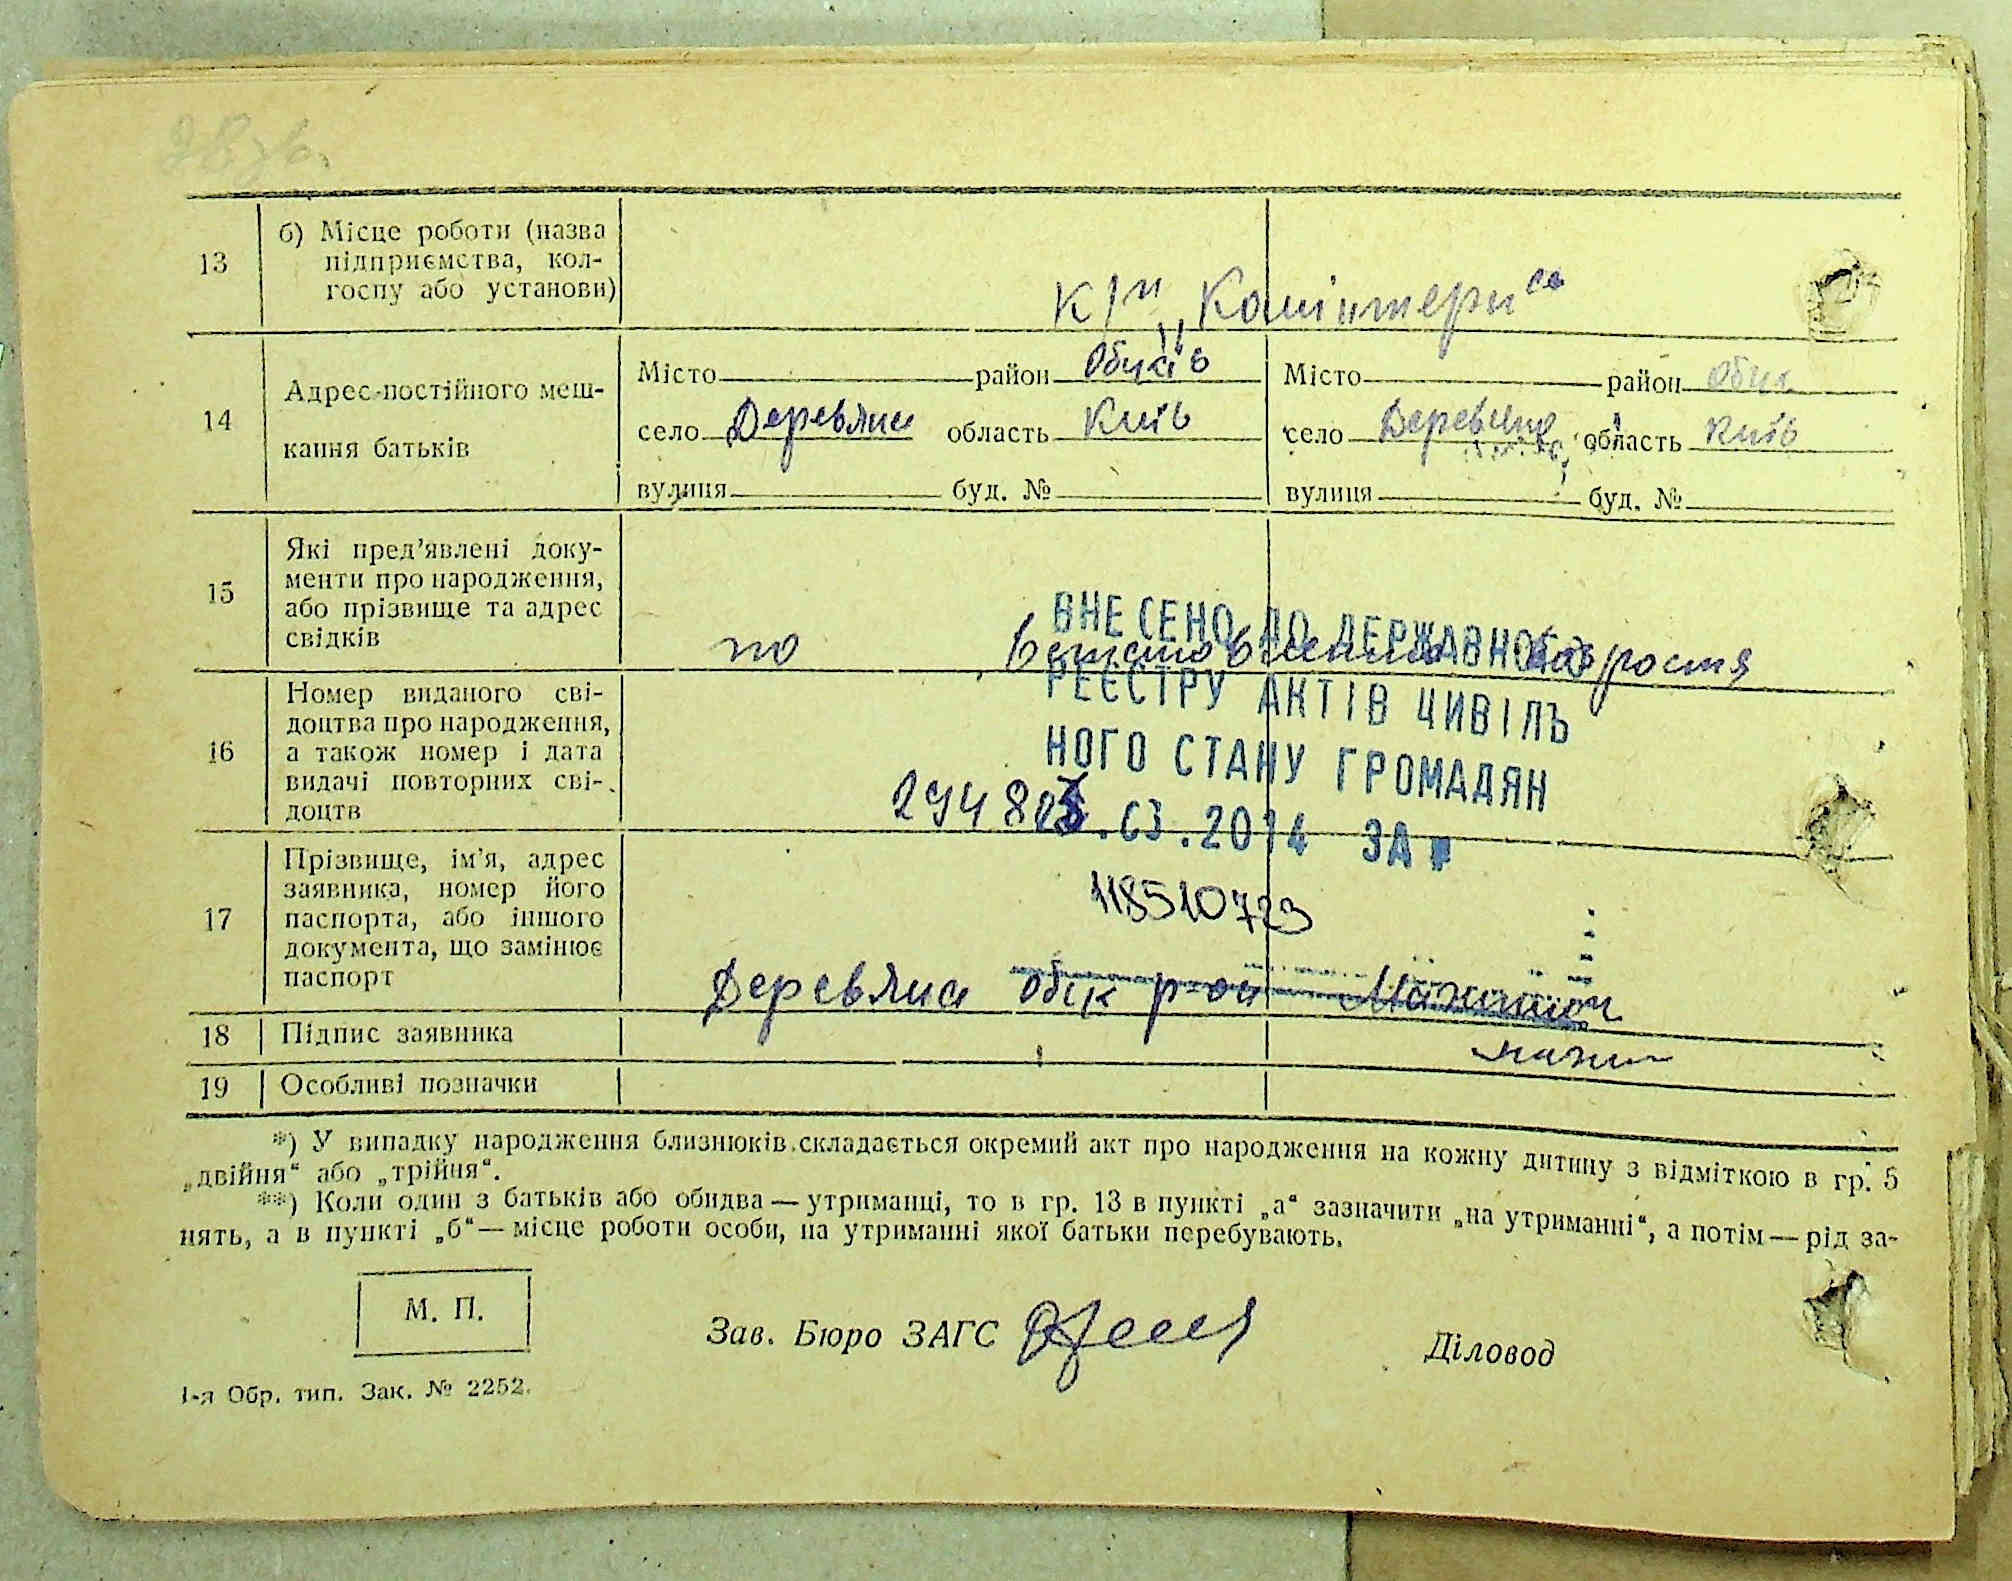 13 б) Місце роботи (назва
підприємства, кол-
госпу або установи)
14 Адрес постійного меш-
кання батьків
Місто район Обухів
село область Київ
вулиця буд. №
Місто район Обух
село область Київ
вулиця буд. №
15 Які пред’явлені доку-
менти про народження,
або прізвище та адрес
свідків
по возростя
16 Номер виданого сві-
доцтва про народження,
а також номер і дата
видачі повторних сві-
доцтв
ВНЕСЕНО ДО ДЕРЖАВНОГО
РЕЄСТРУ АКТІВ ЦИВІЛЬ
НОГО СТАНУ ГРОМАДЯН
.03.2014 ЗА №
118510723
17 Прізвище, ім’я, адрес
заявника, номер його
паспорта, або іншого
документа, що замінює
паспорт
18 Підпис заявника
19 Особливі позначки
*) У випадку народження близнюків складається окремий акт про народження на кожну дитину з відміткою в гр. 5
„двійня“ або „трійня“.
**) Коли один з батьків або обидва — утриманці, то в гр. 13 в пункті „а“ зазначити „на утриманні“, а потім — рід за-
нять, а в пункті „б“ — місце роботи особи, на утриманні якої батьки перебувають.
М. П.
Зав. Бюро ЗАГС
Діловод
1-я Обр. тип. Зак. № 2252.